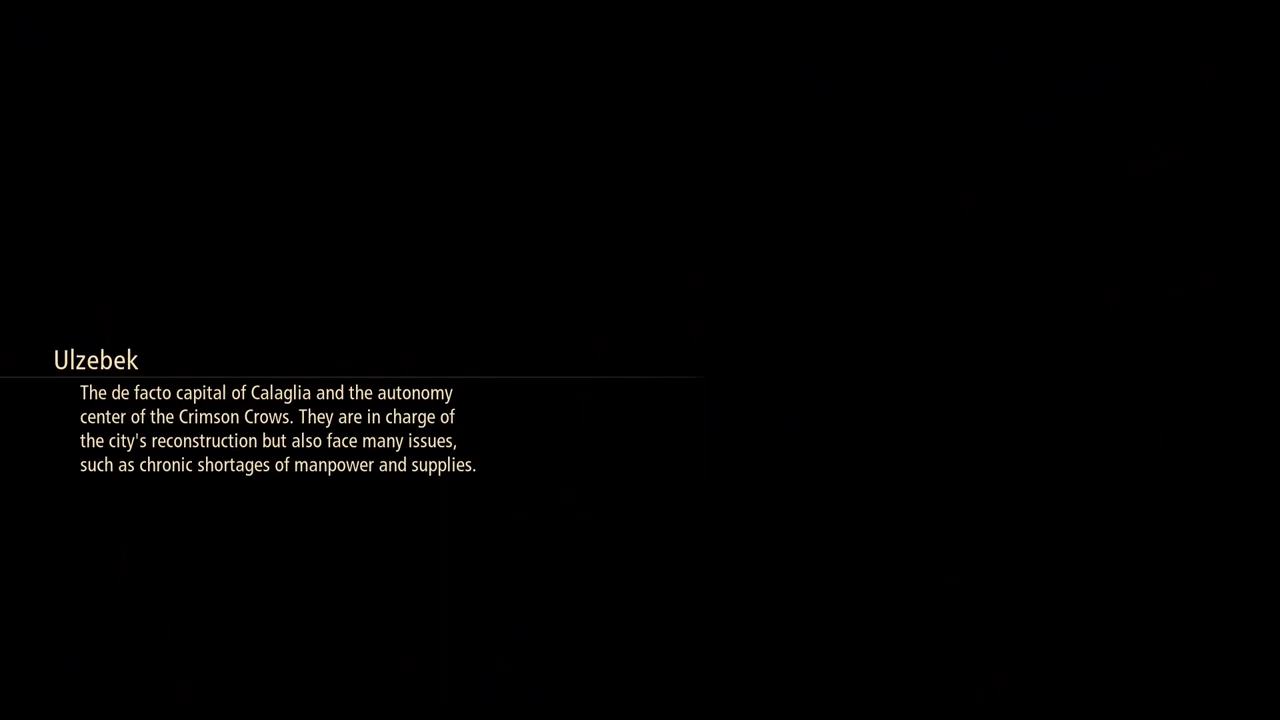 Ulzebek
The de facto capital of Calaglia and the autonomy
center of the Crimson Crows. They are in charge of
the city's reconstruction but also face many issues,
such as chronic shortages of manpower and supplies.